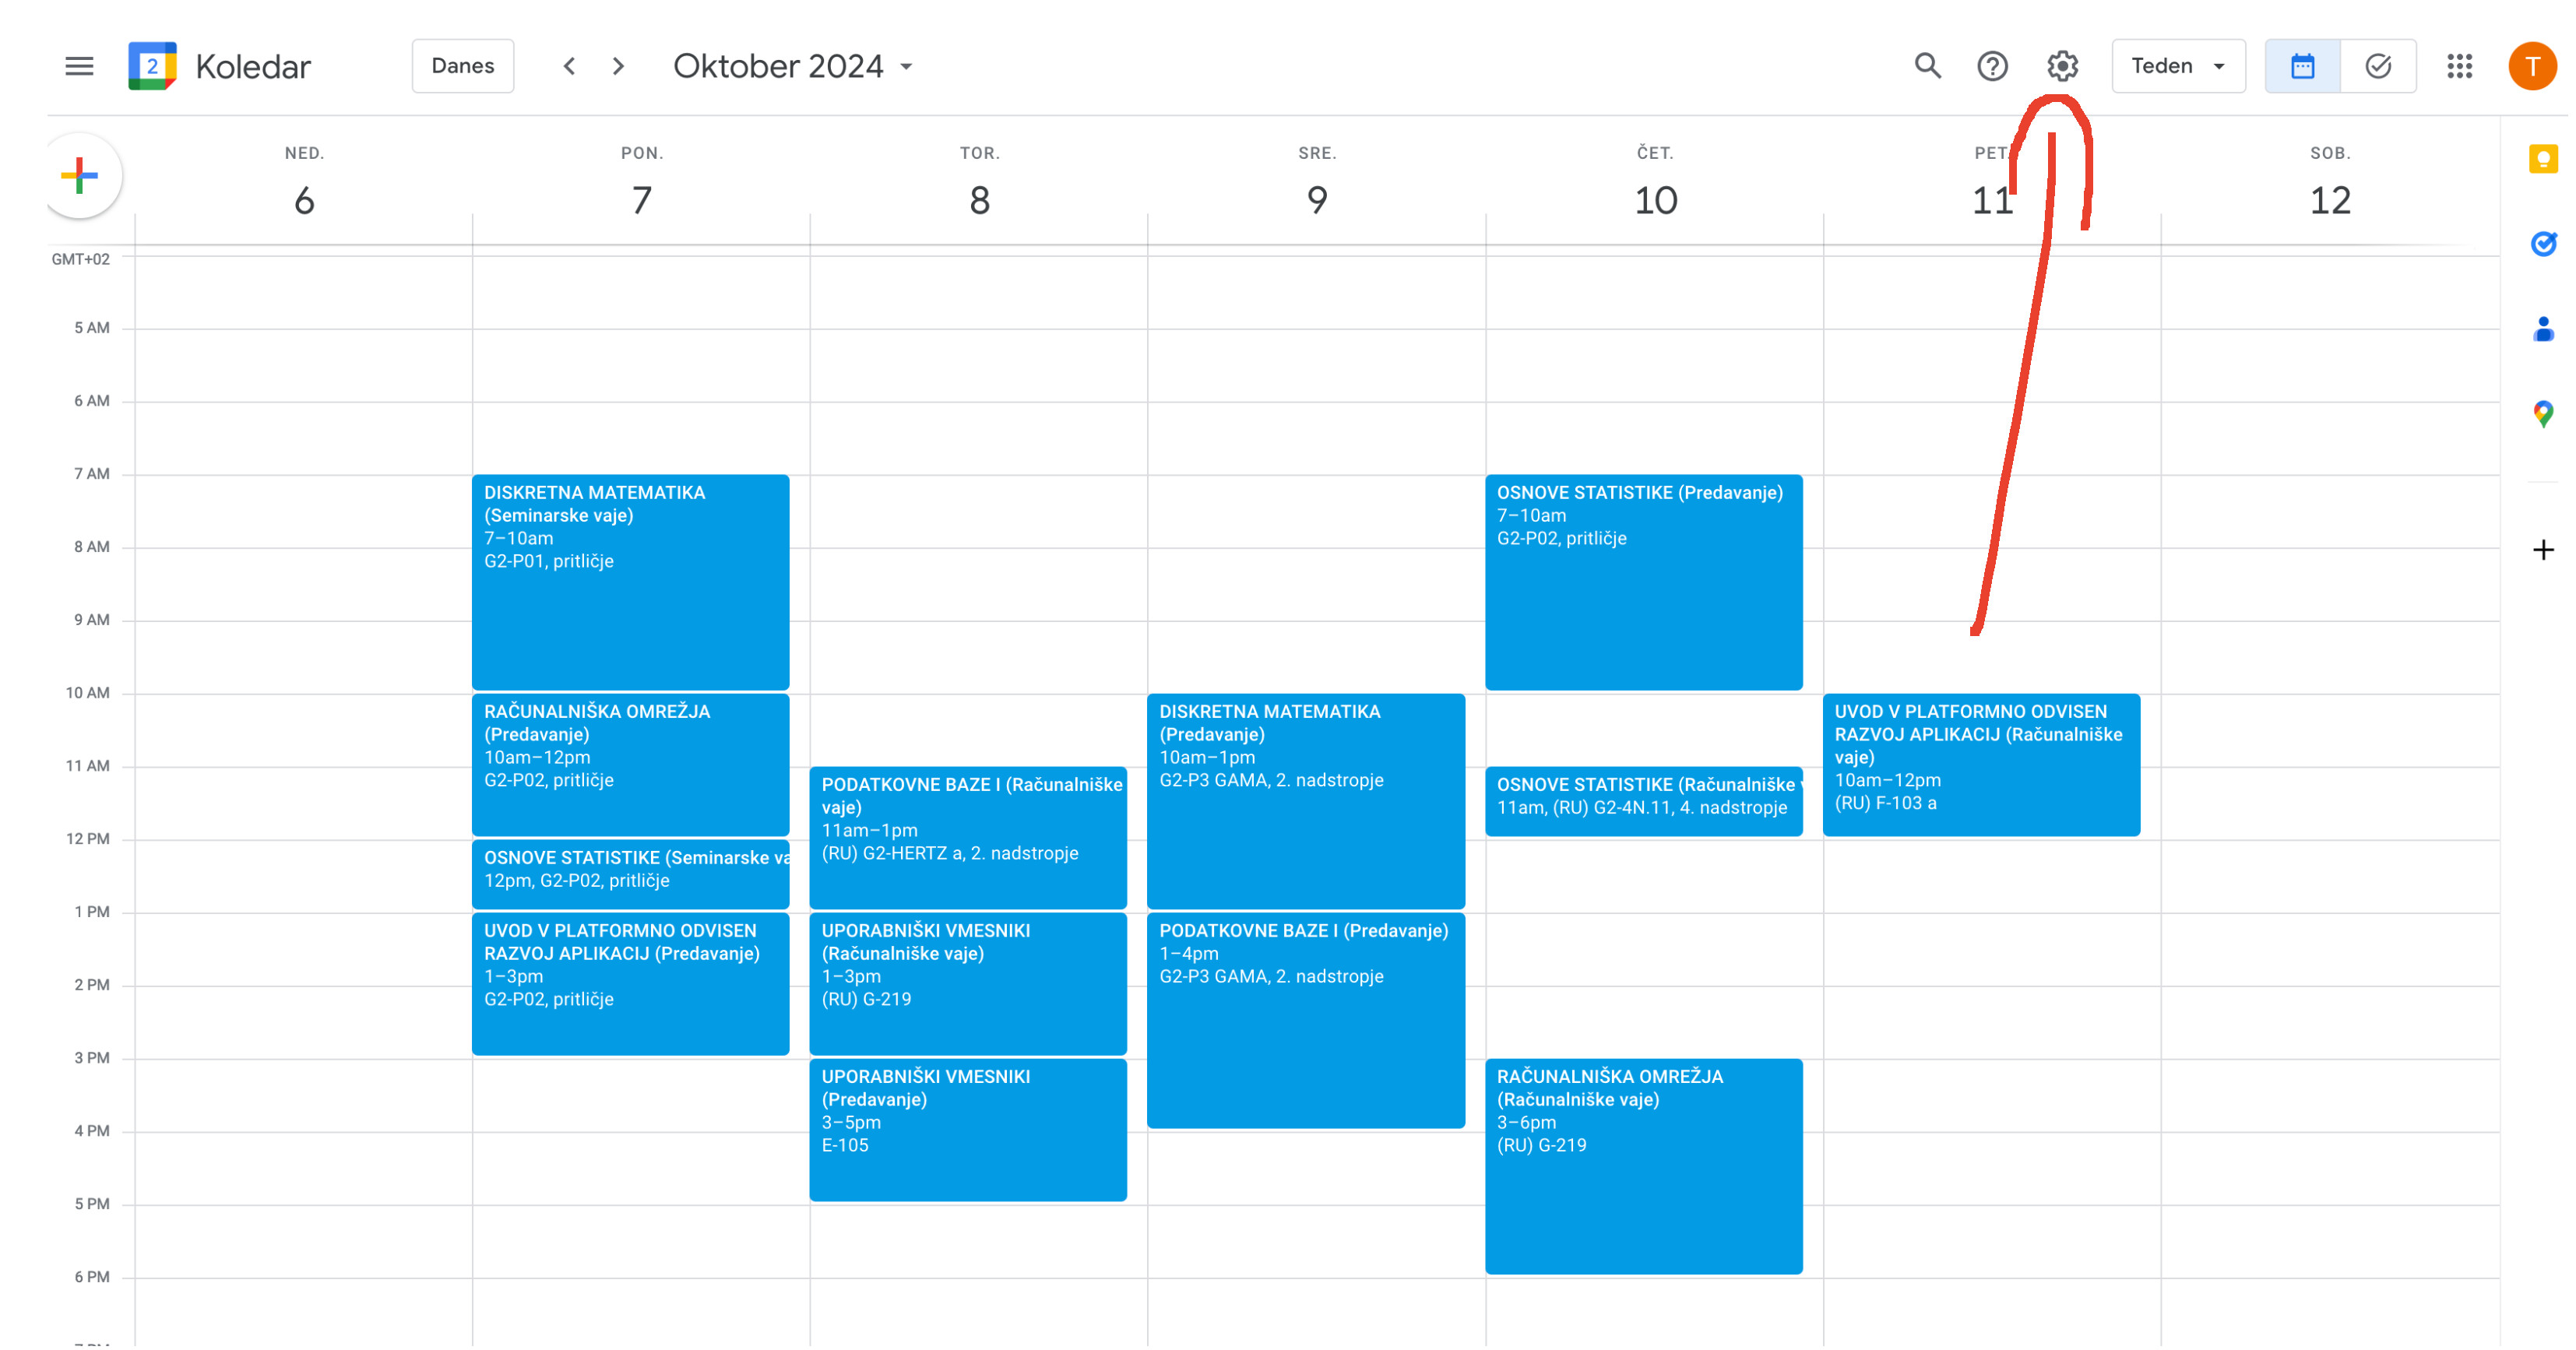 2 Koledar Danes Oktober 2024 Teden T
NED. PON. TOR. SRE. ČET. PET. SOB.
6 7 8 9 10 11 12
GMT+02
5 AM
6 AM
7 AM
8 AM
9 AM
10 AM
11 AM
12 PM
1 PM
2 PM
3 PM
4 PM
5 PM
6 PM
DISKRETNA MATEMATIKA
(Seminarske vaje)
7–10am
G2-P01, pritličje
RAČUNALNIŠKA OMREŽJA
(Predavanje)
10am–12pm
G2-P02, pritličje
OSNOVE STATISTIKE (Seminarske va
12pm, G2-P02, pritličje
UVOD V PLATFORMNO ODVISEN
RAZVOJ APLIKACIJ (Predavanje)
1–3pm
G2-P02, pritličje
PODATKOVNE BAZE I (Računalniške
vaje)
11am–1pm
(RU) G2-HERTZ a, 2. nadstropje
UPORABNIŠKI VMESNIKI
(Računalniške vaje)
1–3pm
(RU) G-219
UPORABNIŠKI VMESNIKI
(Predavanje)
3–5pm
E-105
DISKRETNA MATEMATIKA
(Predavanje)
10am–1pm
G2-P3 GAMA, 2. nadstropje
PODATKOVNE BAZE I (Predavanje)
1–4pm
G2-P3 GAMA, 2. nadstropje
OSNOVE STATISTIKE (Predavanje)
7–10am
G2-P02, pritličje
OSNOVE STATISTIKE (Računalniške
11am, (RU) G2-4N.11, 4. nadstropje
RAČUNALNIŠKA OMREŽJA
(Računalniške vaje)
3–6pm
(RU) G-219
UVOD V PLATFORMNO ODVISEN
RAZVOJ APLIKACIJ (Računalniške
vaje)
10am–12pm
(RU) F-103 a